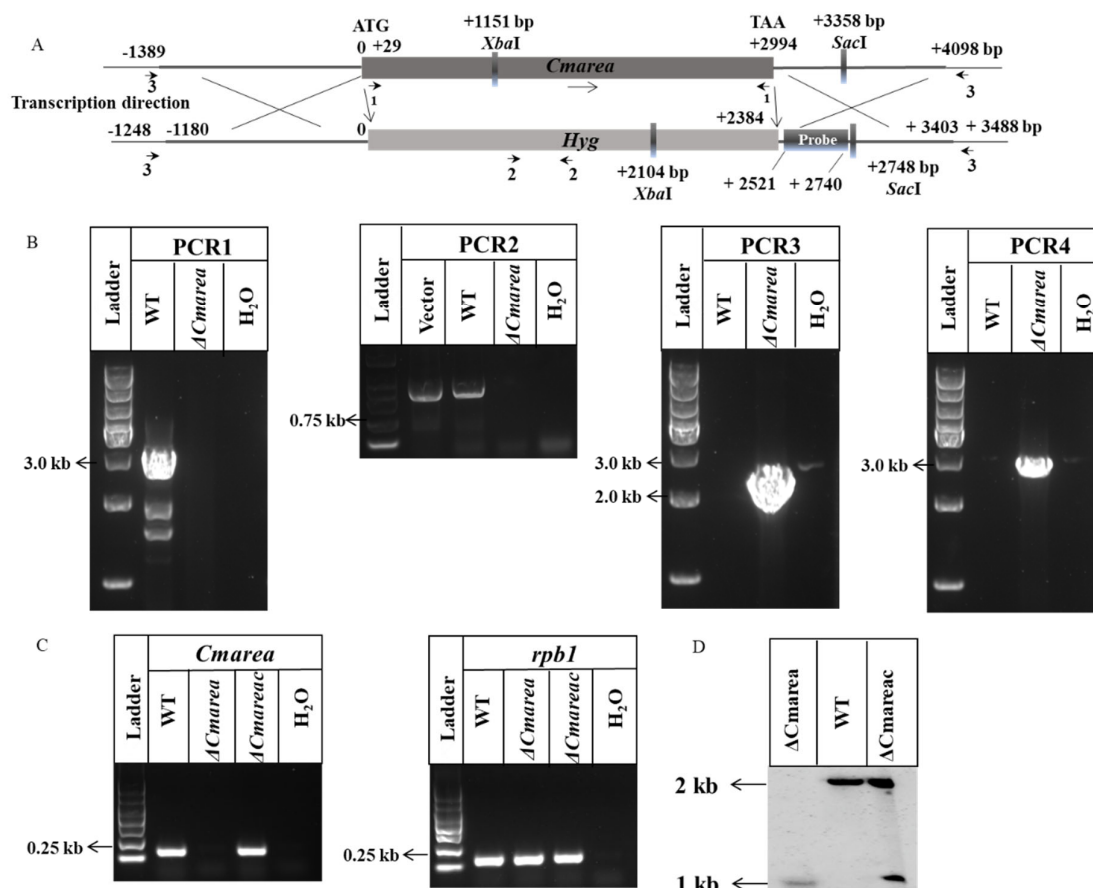 A
-1389
ATG
0
+29
+1151 bp
XbaI
TAA
+2994
+3358 bp
SacI
+4098 bp
Cmarea
3
1
1
3
Transcription direction
-1248
-1180
0
+2384
+ 3403
+ 3488 bp
Hyg
Probe
3
2
2
3
+2104 bp
XbaI
+ 2521
+ 2740
+2748 bp
SacI
B
PCR1
Ladder
WT
ΔCmarea
H2O
3.0 kb
PCR2
Ladder
Vector
WT
ΔCmarea
H2O
0.75 kb
PCR3
Ladder
WT
ΔCmarea
H2O
3.0 kb
2.0 kb
PCR4
Ladder
WT
ΔCmarea
H2O
3.0 kb
C
Cmarea
Ladder
WT
ΔCmarea
ΔCmareac
H2O
0.25 kb
rpb1
Ladder
WT
ΔCmarea
ΔCmareac
H2O
0.25 kb
D
ΔCmarea
WT
ΔCmareac
2 kb
1 kb